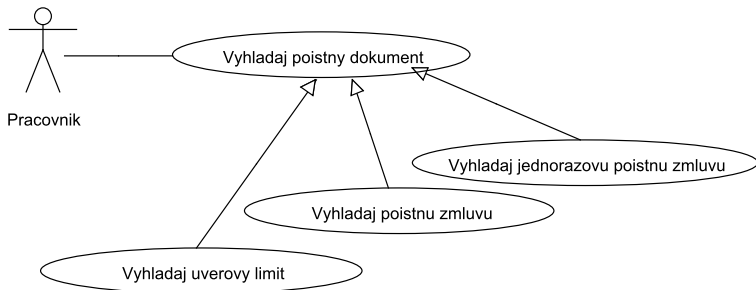 Vyhladaj poistny dokument
Pracovnik
Vyhladaj jednorazovu poistnu zmluvu
Vyhladaj poistnu zmluvu
Vyhladaj uverovy limit